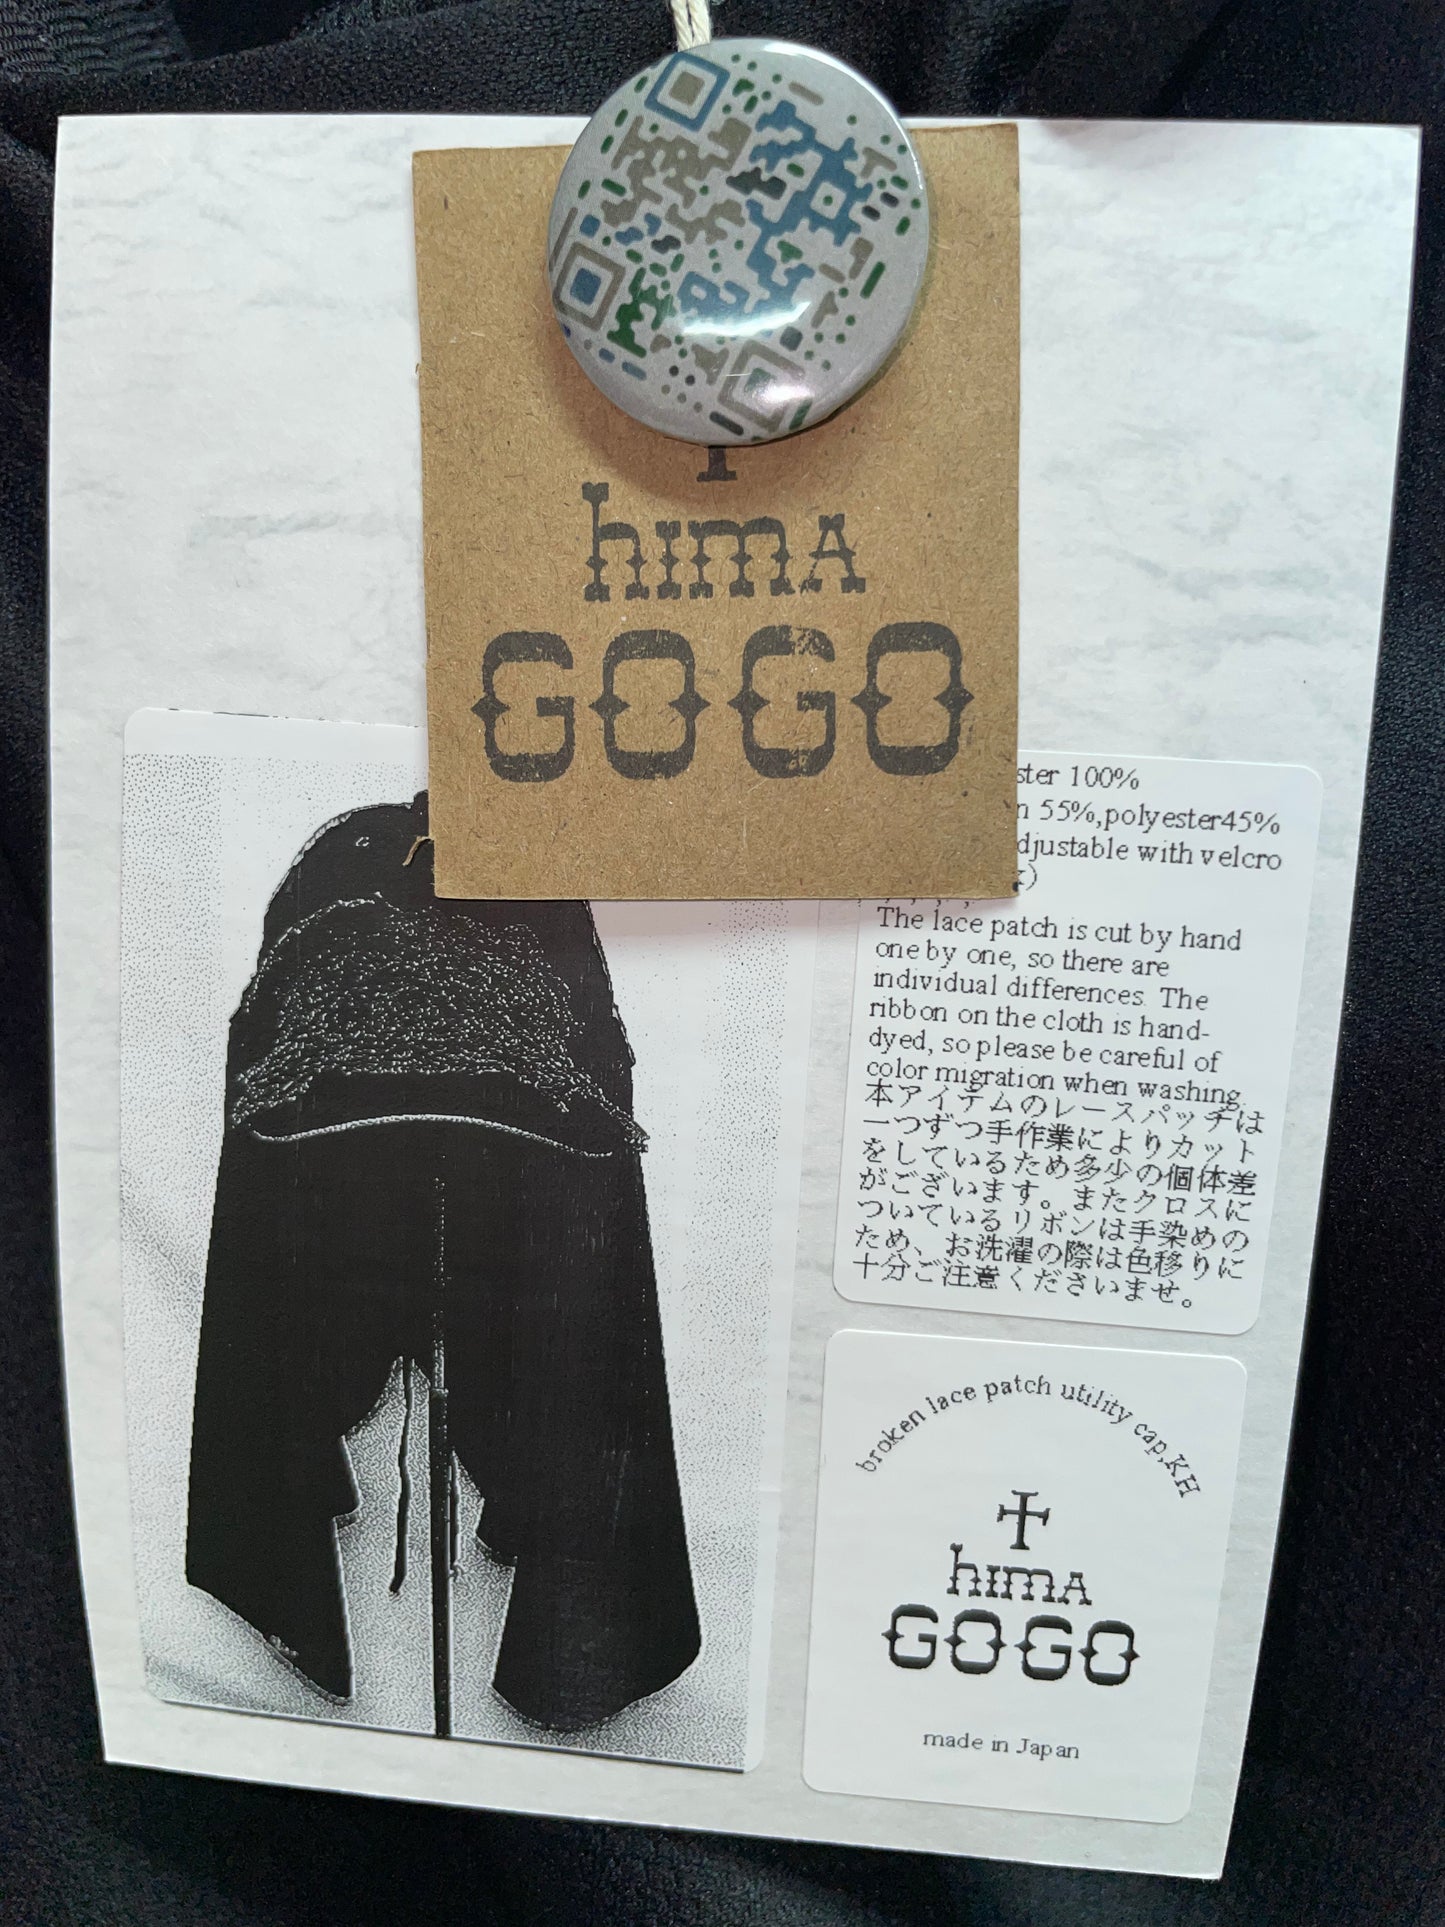 hima
GOGO
100%
55%,polyester45%
with velcro
The lace patch is cut by hand
one by one, so there are
individual differences. The
ribbon on the cloth is hand-
dyed, so please be careful of
color migration when washing.
本アイテムのレースパッチは
一つずつ手作業によりカット
をしているため多少の個体差
がございます。またクロスに
ついているリボンは手染めの
ため、お洗濯の際は色移りに
十分ご注意くださいませ。
broken lace patch utility cap,KH
hima
GOGO
made in Japan